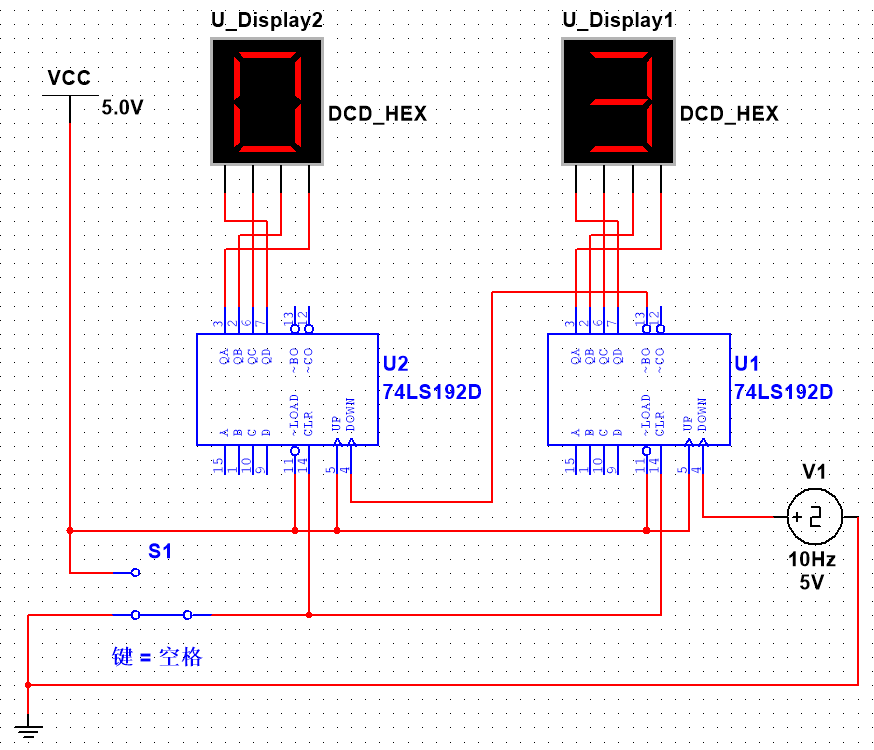 U_Display2
U_Display1
VCC
5.0V
DCD_HEX
DCD_HEX
3 2 6 7 13 12
3 2 6 7 13 12
QA QB QC QD ~BO ~CO
QA QB QC QD ~BO ~CO
U2
74LS192D
U1
74LS192D
A B C D ~LOAD CLR UP DOWN
A B C D ~LOAD CLR UP DOWN
15 1 10 9 11 14 5 4
15 1 10 9 11 14 5 4
V1
+
10Hz
5V
S1
键 = 空格